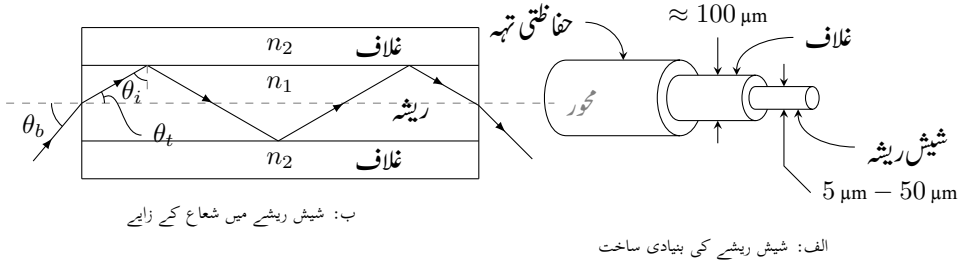 ≈ 100 µm
حفاظتی تہہ
غلاف
محور
شیش ریشہ
5 µm − 50 µm
الف: شیش ریشے کی بنیادی ساخت
n₂
غلاف
n₁
θᵢ
θₜ
θ_b
ریشہ
n₂
غلاف
ب: شیش ریشے میں شعاع کے زاویے